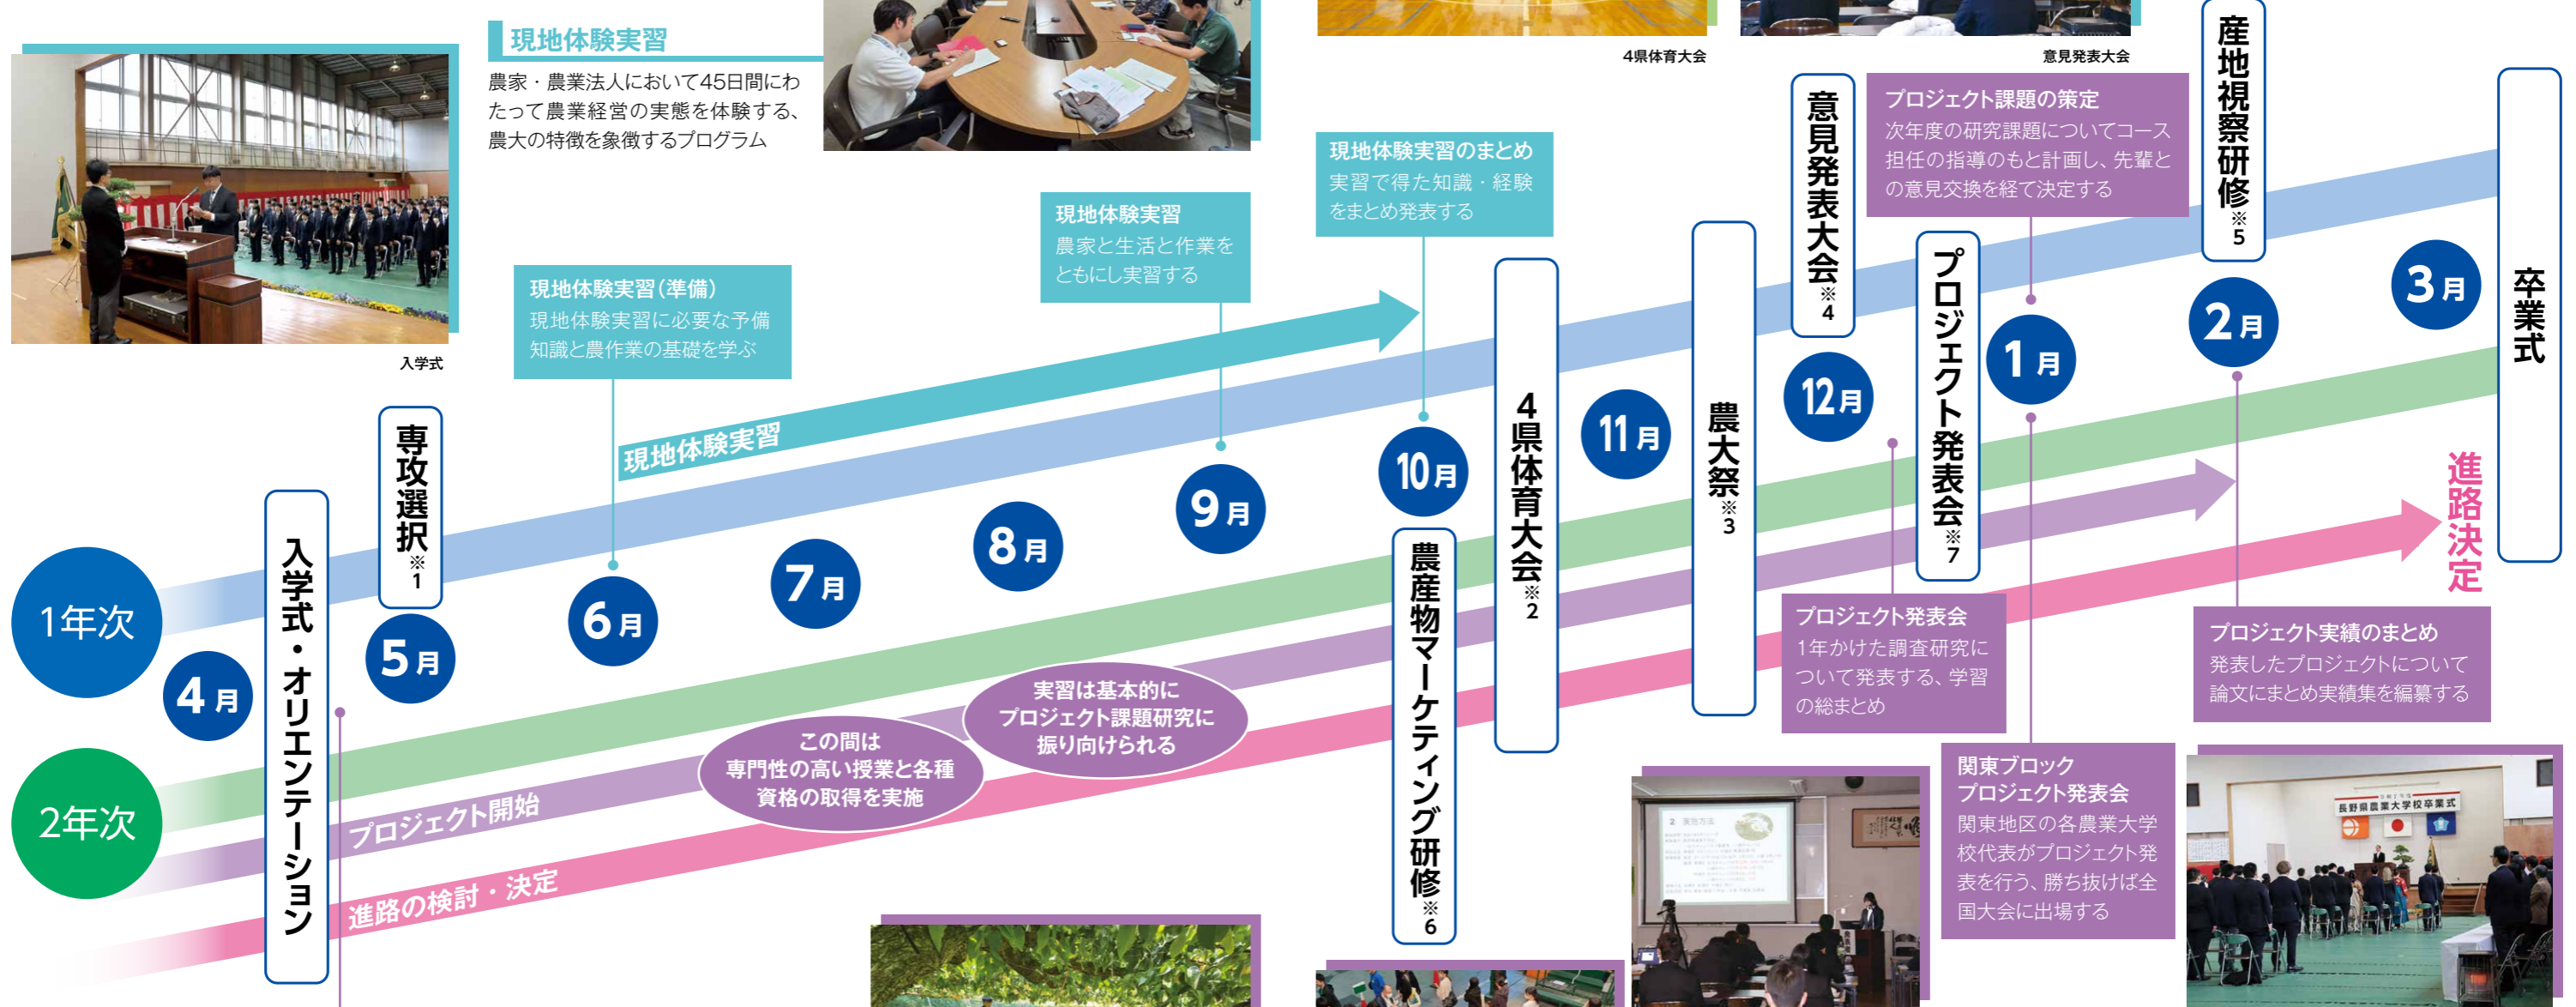 現地体験実習
農家・農業法人において45日間にわ
たって農業経営の実態を体験する、
農大の特徴を象徴するプログラム
4県体育大会
意見発表大会
入学式
現地体験実習(準備)
現地体験実習に必要な予備
知識と農作業の基礎を学ぶ
現地体験実習
農家と生活と作業を
ともにし実習する
現地体験実習のまとめ
実習で得た知識・経験
をまとめ発表する
プロジェクト課題の策定
次年度の研究課題についてコース
担任の指導のもと計画し、先輩と
の意見交換を経て決定する
現地体験実習
1年次
2年次
4月
入学式・オリエンテーション
専攻選択※1
5月
6月
7月
8月
9月
10月
農産物マーケティング研修※6
4県体育大会※2
11月
農大祭※3
意見発表大会※4
12月
プロジェクト発表会※7
1月
産地視察研修※5
2月
3月
卒業式
プロジェクト開始
進路の検討・決定
この間は
専門性の高い授業と各種
資格の取得を実施
実習は基本的に
プロジェクト課題研究に
振り向けられる
進路決定
プロジェクト発表会
1年かけた調査研究に
ついて発表する、学習
の総まとめ
関東ブロック
プロジェクト発表会
関東地区の各農業大学
校代表がプロジェクト発
表を行う、勝ち抜けば全
国大会に出場する
プロジェクト実績のまとめ
発表したプロジェクトについて
論文にまとめ実績集を編纂する
2 実施方法
長野県農業大学校卒業式